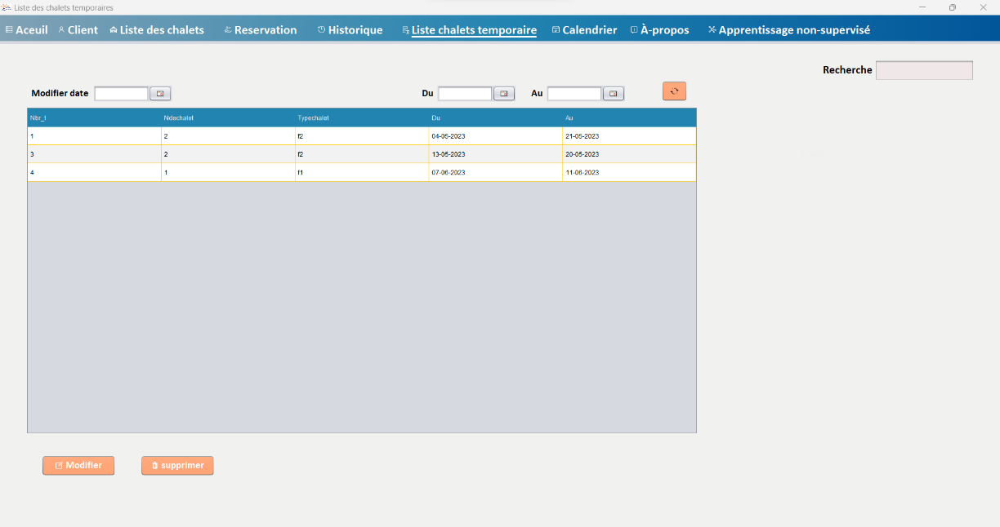 Liste des chalets temporaires
Aceuil Client Liste des chalets Reservation Historique Liste chalets temporaire Calendrier À-propos Apprentissage non-supervisé
Recherche
Modifier date Du Au
Nbr_f Ndechalet Typechalet Du Au
1 2 f2 04-05-2023 21-05-2023
3 2 f2 13-05-2023 20-05-2023
4 1 f1 07-06-2023 11-06-2023
Modifier supprimer